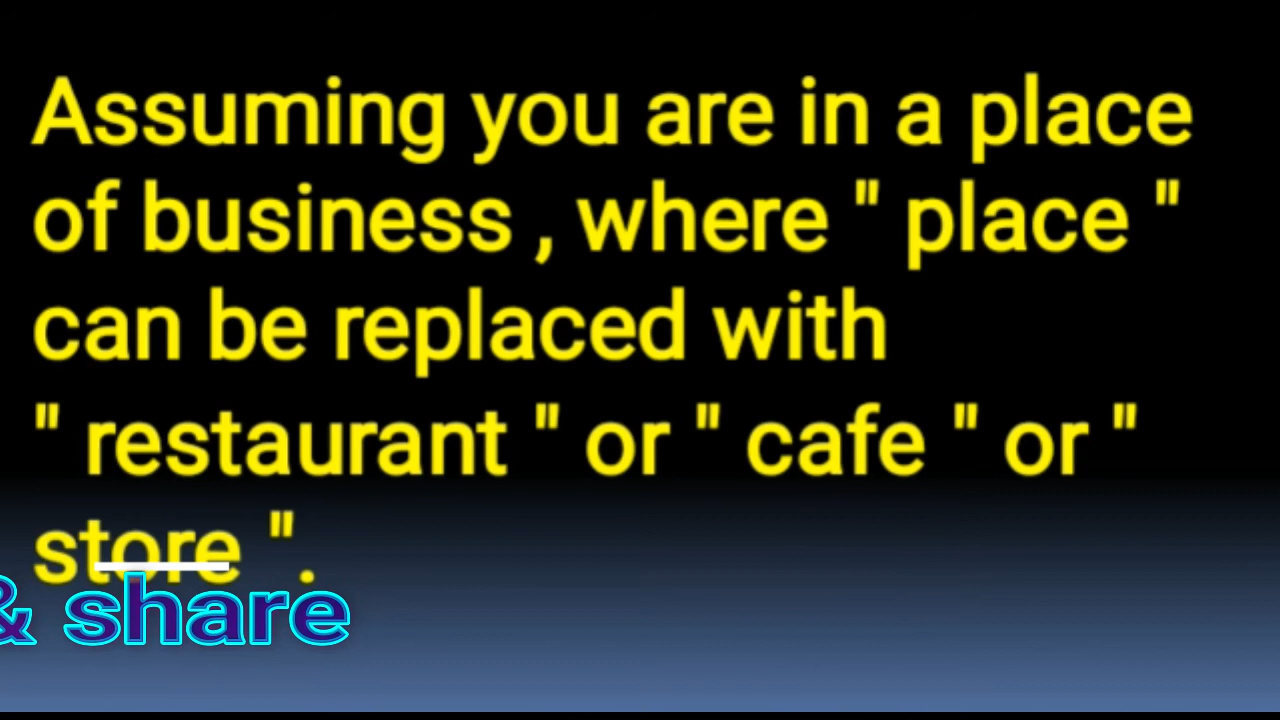 Assuming you are in a place
of business , where " place "
can be replaced with
" restaurant " or " cafe " or "
store ".
& share